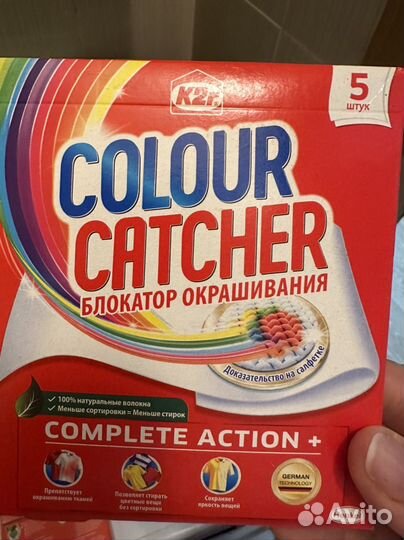 K2r
5
штук
COLOUR
CATCHER
БЛОКАТОР ОКРАШИВАНИЯ
Доказательство на салфетке
100% натуральные волокна
Меньше сортировки = Меньше стирок
COMPLETE ACTION +
Препятствует
окрашиванию тканей
Позволяет стирать
цветные вещи
без сортировки
Сохраняет
яркость вещей
GERMAN
TECHNOLOGY
Avito